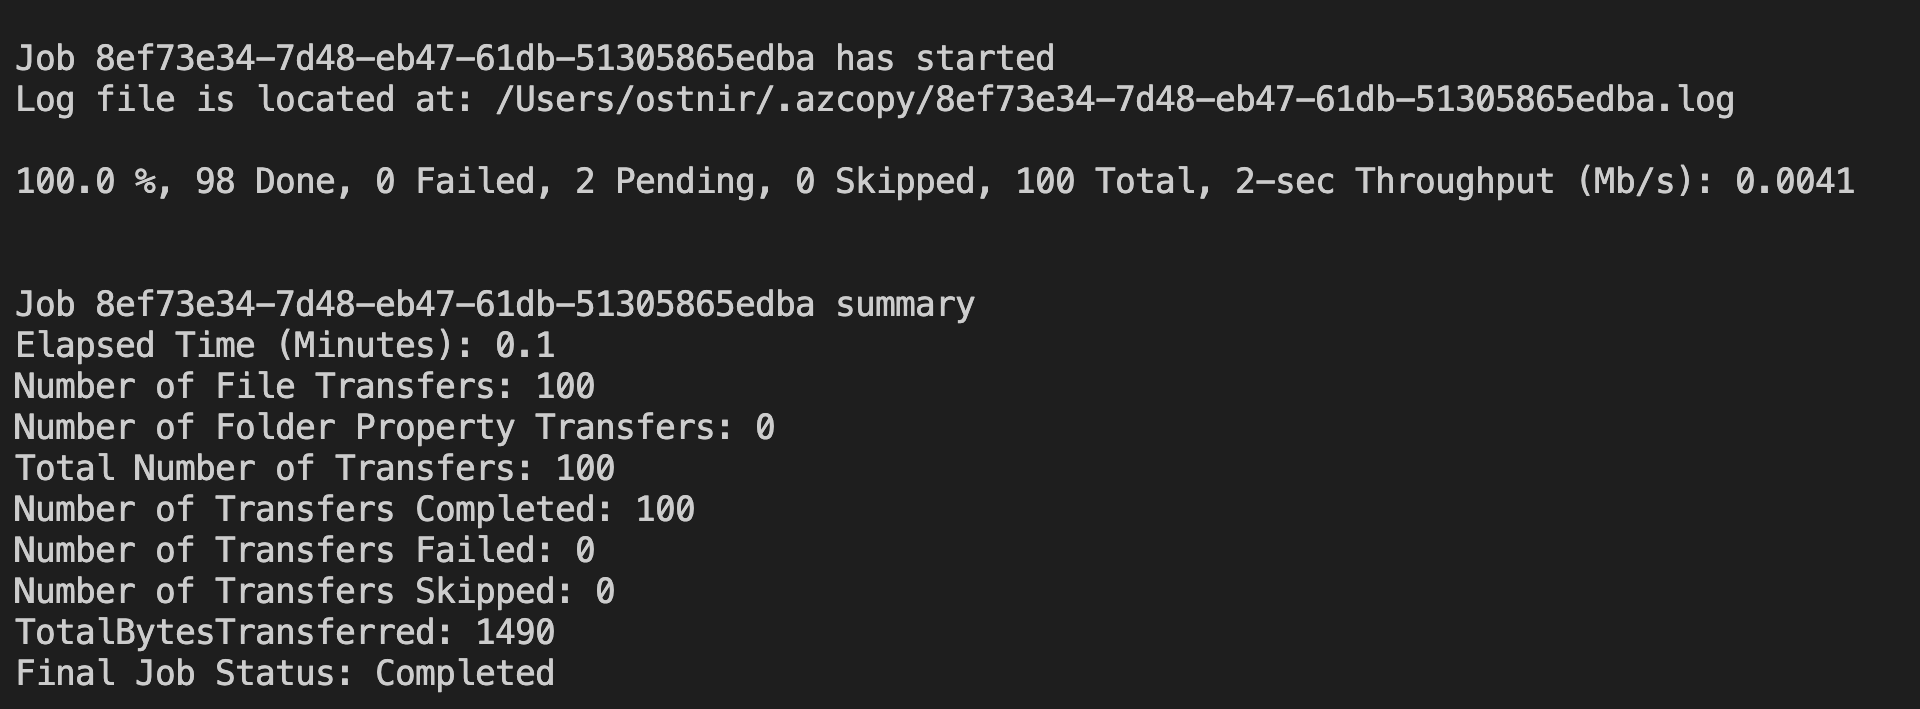 Job 8ef73e34-7d48-eb47-61db-51305865edba has started
Log file is located at: /Users/ostnir/.azcopy/8ef73e34-7d48-eb47-61db-51305865edba.log
100.0 %, 98 Done, 0 Failed, 2 Pending, 0 Skipped, 100 Total, 2-sec Throughput (Mb/s): 0.0041
Job 8ef73e34-7d48-eb47-61db-51305865edba summary
Elapsed Time (Minutes): 0.1
Number of File Transfers: 100
Number of Folder Property Transfers: 0
Total Number of Transfers: 100
Number of Transfers Completed: 100
Number of Transfers Failed: 0
Number of Transfers Skipped: 0
TotalBytesTransferred: 1490
Final Job Status: Completed